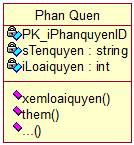 Phan Quen
PK_iPhanquyenID
sTenquyen : string
iLoaiquyen : int
xemloaiquyen()
them()
...()